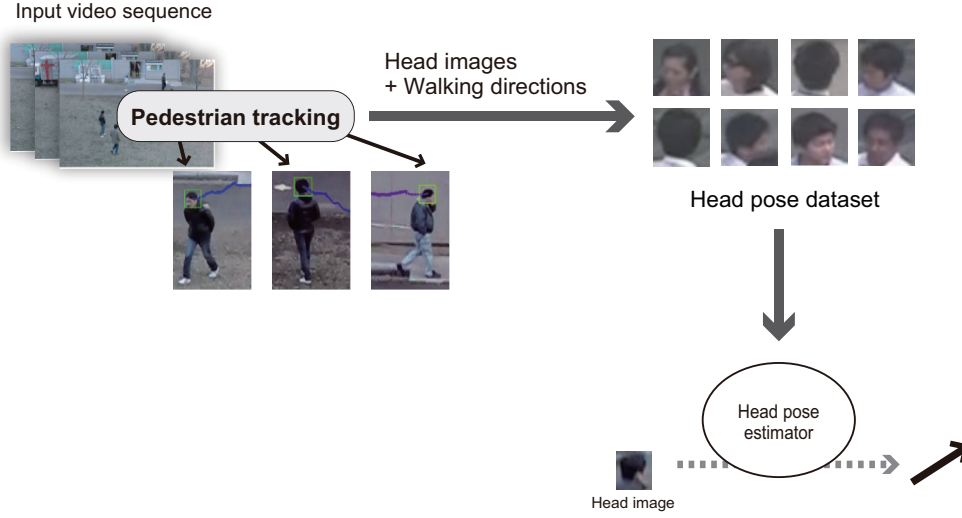 Input video sequence
Pedestrian tracking
Head images
+ Walking directions
Head pose dataset
Head pose
estimator
Head image